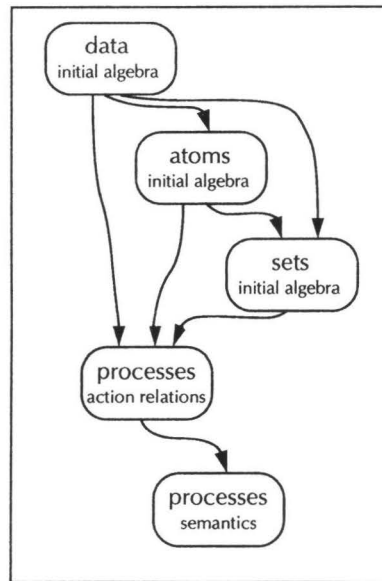 data
initial algebra
atoms
initial algebra
sets
initial algebra
processes
action relations
processes
semantics